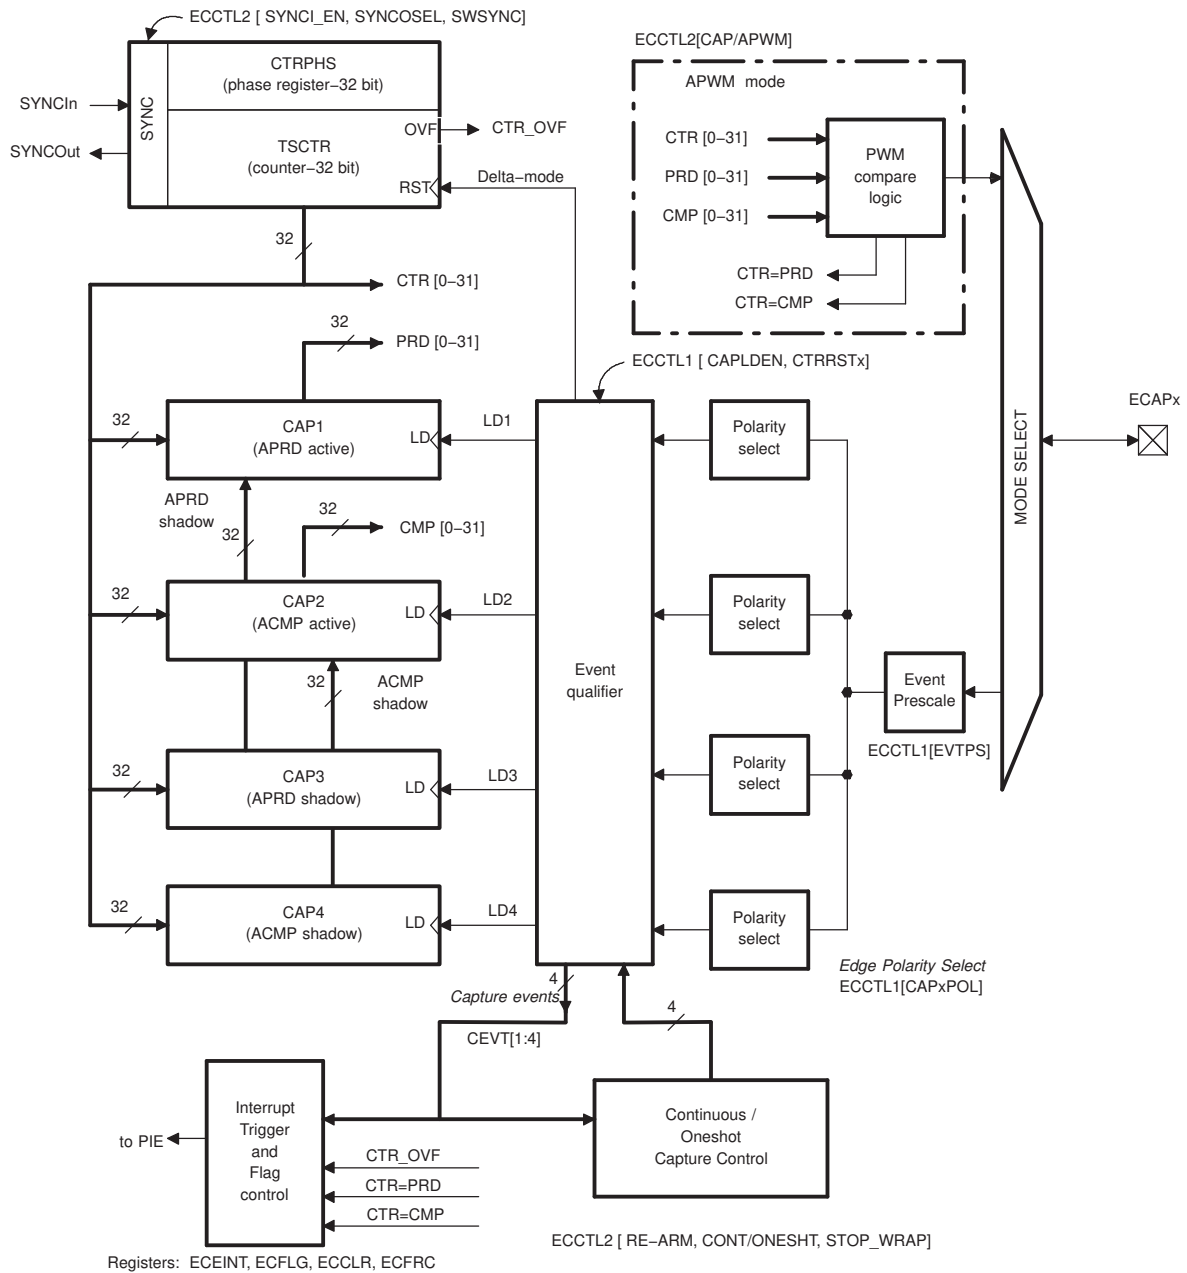 ECCTL2 [ SYNCI_EN, SYNCOSEL, SWSYNC]
SYNCIn
SYNCOut
SYNC
CTRPHS
(phase register−32 bit)
TSCTR
(counter−32 bit)
OVF
RST
CTR_OVF
Delta−mode
ECCTL2[CAP/APWM]
APWM mode
CTR [0−31]
PRD [0−31]
CMP [0−31]
PWM
compare
logic
CTR=PRD
CTR=CMP
32
CTR [0−31]
32
PRD [0−31]
ECCTL1 [ CAPLDEN, CTRRSTx]
32
CAP1
(APRD active)
LD
LD1
Polarity
select
MODE SELECT
ECAPx
APRD
shadow
32
32
CMP [0−31]
32
CAP2
(ACMP active)
LD
LD2
Polarity
select
Event
qualifier
32
ACMP
shadow
Event
Prescale
ECCTL1[EVTPS]
32
CAP3
(APRD shadow)
LD
LD3
Polarity
select
32
CAP4
(ACMP shadow)
LD
LD4
Polarity
select
Edge Polarity Select
ECCTL1[CAPxPOL]
4
Capture events
CEVT[1:4]
4
Interrupt
Trigger
and
Flag
control
to PIE
CTR_OVF
CTR=PRD
CTR=CMP
Continuous /
Oneshot
Capture Control
ECCTL2 [ RE−ARM, CONT/ONESHT, STOP_WRAP]
Registers: ECEINT, ECFLG, ECCLR, ECFRC